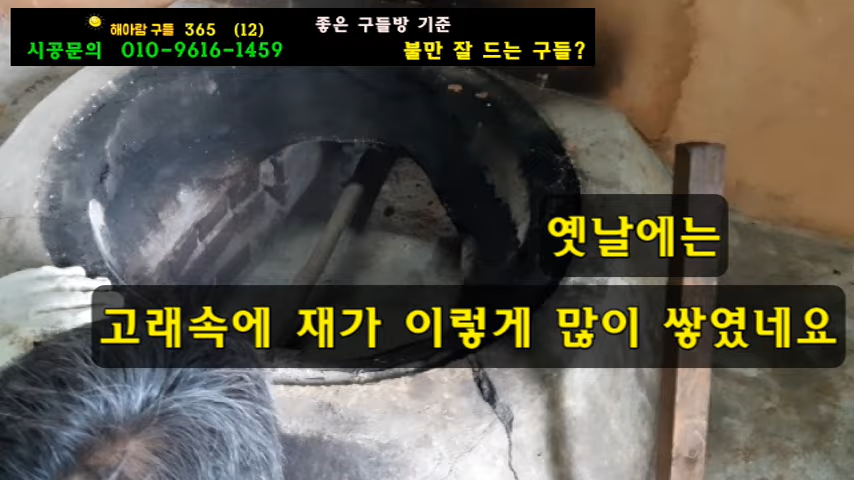 해아람 구들 365 (12)
좋은 구들방 기준
시공문의 010-9616-1459
불만 잘 드는 구들?
옛날에는
고래속에 재가 이렇게 많이 쌓였네요